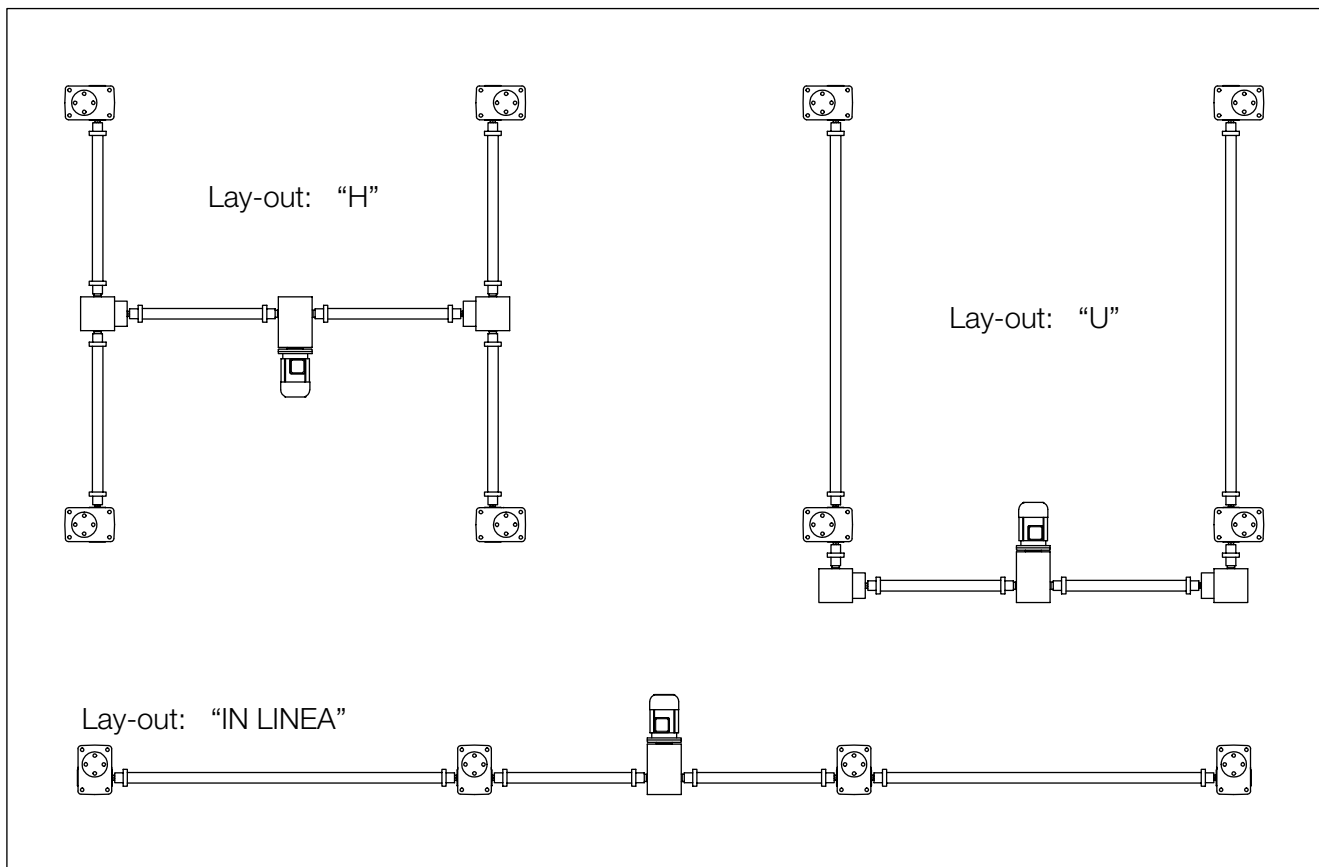 Lay-out: “H”
Lay-out: “U”
Lay-out: “IN LINEA”